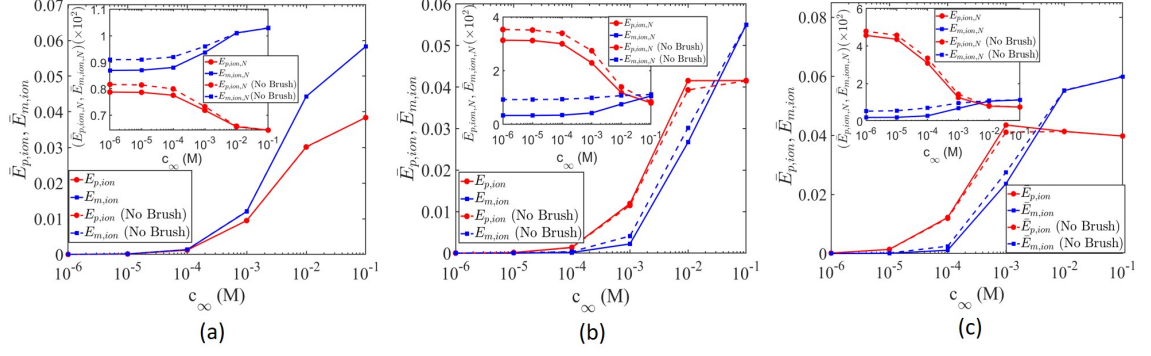 0.07
0.06
0.05
0.04
0.03
0.02
0.01
0
Ē_{p,ion}, Ē_{m,ion}
10^{-6} 10^{-5} 10^{-4} 10^{-3} 10^{-2} 10^{-1}
c_∞ (M)
E_{p,ion}
E_{m,ion}
E_{p,ion} (No Brush)
E_{m,ion} (No Brush)
1.1
1
0.9
0.8
0.7
(Ē_{p,ion,N}, Ē_{m,ion,N})(×10^2)
10^{-6} 10^{-5} 10^{-4} 10^{-3} 10^{-2} 10^{-1}
c_∞ (M)
E_{p,ion,N}
E_{m,ion,N}
E_{p,ion,N} (No Brush)
E_{m,ion,N} (No Brush)
(a)
0.06
0.05
0.04
0.03
0.02
0.01
0
Ē_{p,ion}, Ē_{m,ion}
10^{-6} 10^{-5} 10^{-4} 10^{-3} 10^{-2} 10^{-1}
c_∞ (M)
E_{p,ion}
E_{m,ion}
E_{p,ion} (No Brush)
E_{m,ion} (No Brush)
4
2
0
(Ē_{p,ion,N}, Ē_{m,ion,N})(×10^2)
10^{-6} 10^{-5} 10^{-4} 10^{-3} 10^{-2} 10^{-1}
c_∞ (M)
E_{p,ion,N}
E_{m,ion,N}
E_{p,ion,N} (No Brush)
E_{m,ion,N} (No Brush)
(b)
0.08
0.06
0.04
0.02
0
Ē_{p,ion}, Ē_{m,ion}
10^{-6} 10^{-5} 10^{-4} 10^{-3} 10^{-2} 10^{-1}
c_∞ (M)
Ē_{p,ion}
Ē_{m,ion}
Ē_{p,ion} (No Brush)
Ē_{m,ion} (No Brush)
6
4
2
0
(Ē_{p,ion,N}, Ē_{m,ion,N})(×10^2)
10^{-6} 10^{-5} 10^{-4} 10^{-3} 10^{-2} 10^{-1}
c_∞ (M)
E_{p,ion,N}
E_{m,ion,N}
E_{p,ion,N} (No Brush)
E_{m,ion,N} (No Brush)
(c)